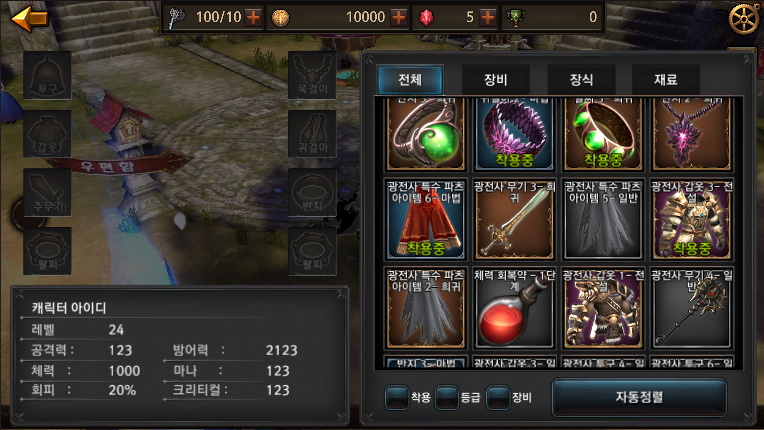 100/10
10000
5
0
투구
목걸이
갑옷
귀걸이
우편함
주무기
반지
팔찌
캐릭터 아이디
레벨 24
공격력 : 123 방어력 : 2123
체력 : 1000 마나 : 123
회피 : 20% 크리티컬 : 123
전체 장비 장식 재료
착용중
착용중
광전사 특수 파츠
아이템 6- 마법
착용중
광전사 무기 3- 희
귀
광전사 특수 파츠
아이템 5- 일반
광전사 갑옷 3- 전
설
착용중
광전사 특수 파츠
아이템 2- 희귀
체력 회복약 - 1단
계
광전사 갑옷 1- 전
설
광전사 무기 4- 일
반
반지 3- 마법
광전사 갑옷 3-
광전사 투구 4- 일
광전사 투구 6- 일
착용 등급 장비
자동정렬